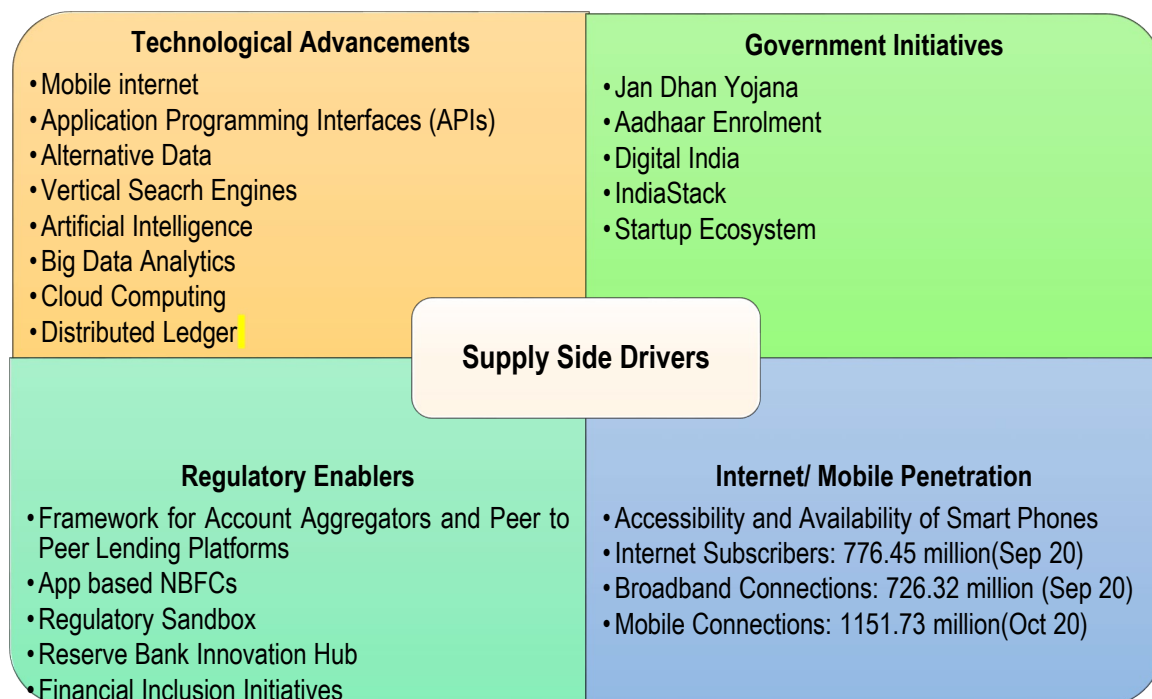 Technological Advancements
•Mobile internet
•Application Programming Interfaces (APIs)
•Alternative Data
•Vertical Seacrh Engines
•Artificial Intelligence
•Big Data Analytics
•Cloud Computing
•Distributed Ledger
Government Initiatives
•Jan Dhan Yojana
•Aadhaar Enrolment
•Digital India
•IndiaStack
•Startup Ecosystem
Supply Side Drivers
Regulatory Enablers
•Framework for Account Aggregators and Peer to
Peer Lending Platforms
•App based NBFCs
•Regulatory Sandbox
•Reserve Bank Innovation Hub
•Financial Inclusion Initiatives
Internet/ Mobile Penetration
•Accessibility and Availability of Smart Phones
•Internet Subscribers: 776.45 million(Sep 20)
•Broadband Connections: 726.32 million (Sep 20)
•Mobile Connections: 1151.73 million(Oct 20)